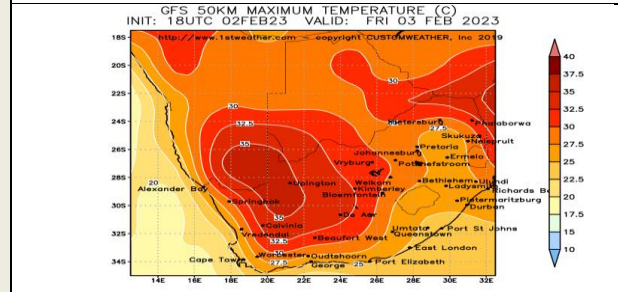 GFS 50KM MAXIMUM TEMPERATURE (C)
INIT: 18UTC 02FEB23 VALID: FRI 03 FEB 2023
http://www.1stweather.com copyright CUSTOMWEATHER, Inc 2019
18S
20S
22S
24S
26S
28S
30S
32S
34S
14E 16E 18E 20E 22E 24E 26E 28E 30E 32E
40
37.5
35
32.5
30
27.5
25
22.5
20
17.5
15
10
30
30
32.5
27.5
35
20
35
32.5
30
27.5
25
Pietersburg
Phalaborwa
Skukuza
Nelspruit
Pretoria
Johannesburg
Ermelo
Vryburg
Potchefstroom
Welkom
Bethlehem
Ulundi
Alexander Bay
Upington
Kimberley
Ladysmith
Richards B
Bloemfontein
Springbok
Pietermaritzburg
De Aar
Durban
Calvinia
Vredendal
Umtata
Port St Johns
Beaufort West
Queenstown
East London
Cape Town
Worcester
Oudtshoorn
George
Port Elizabeth